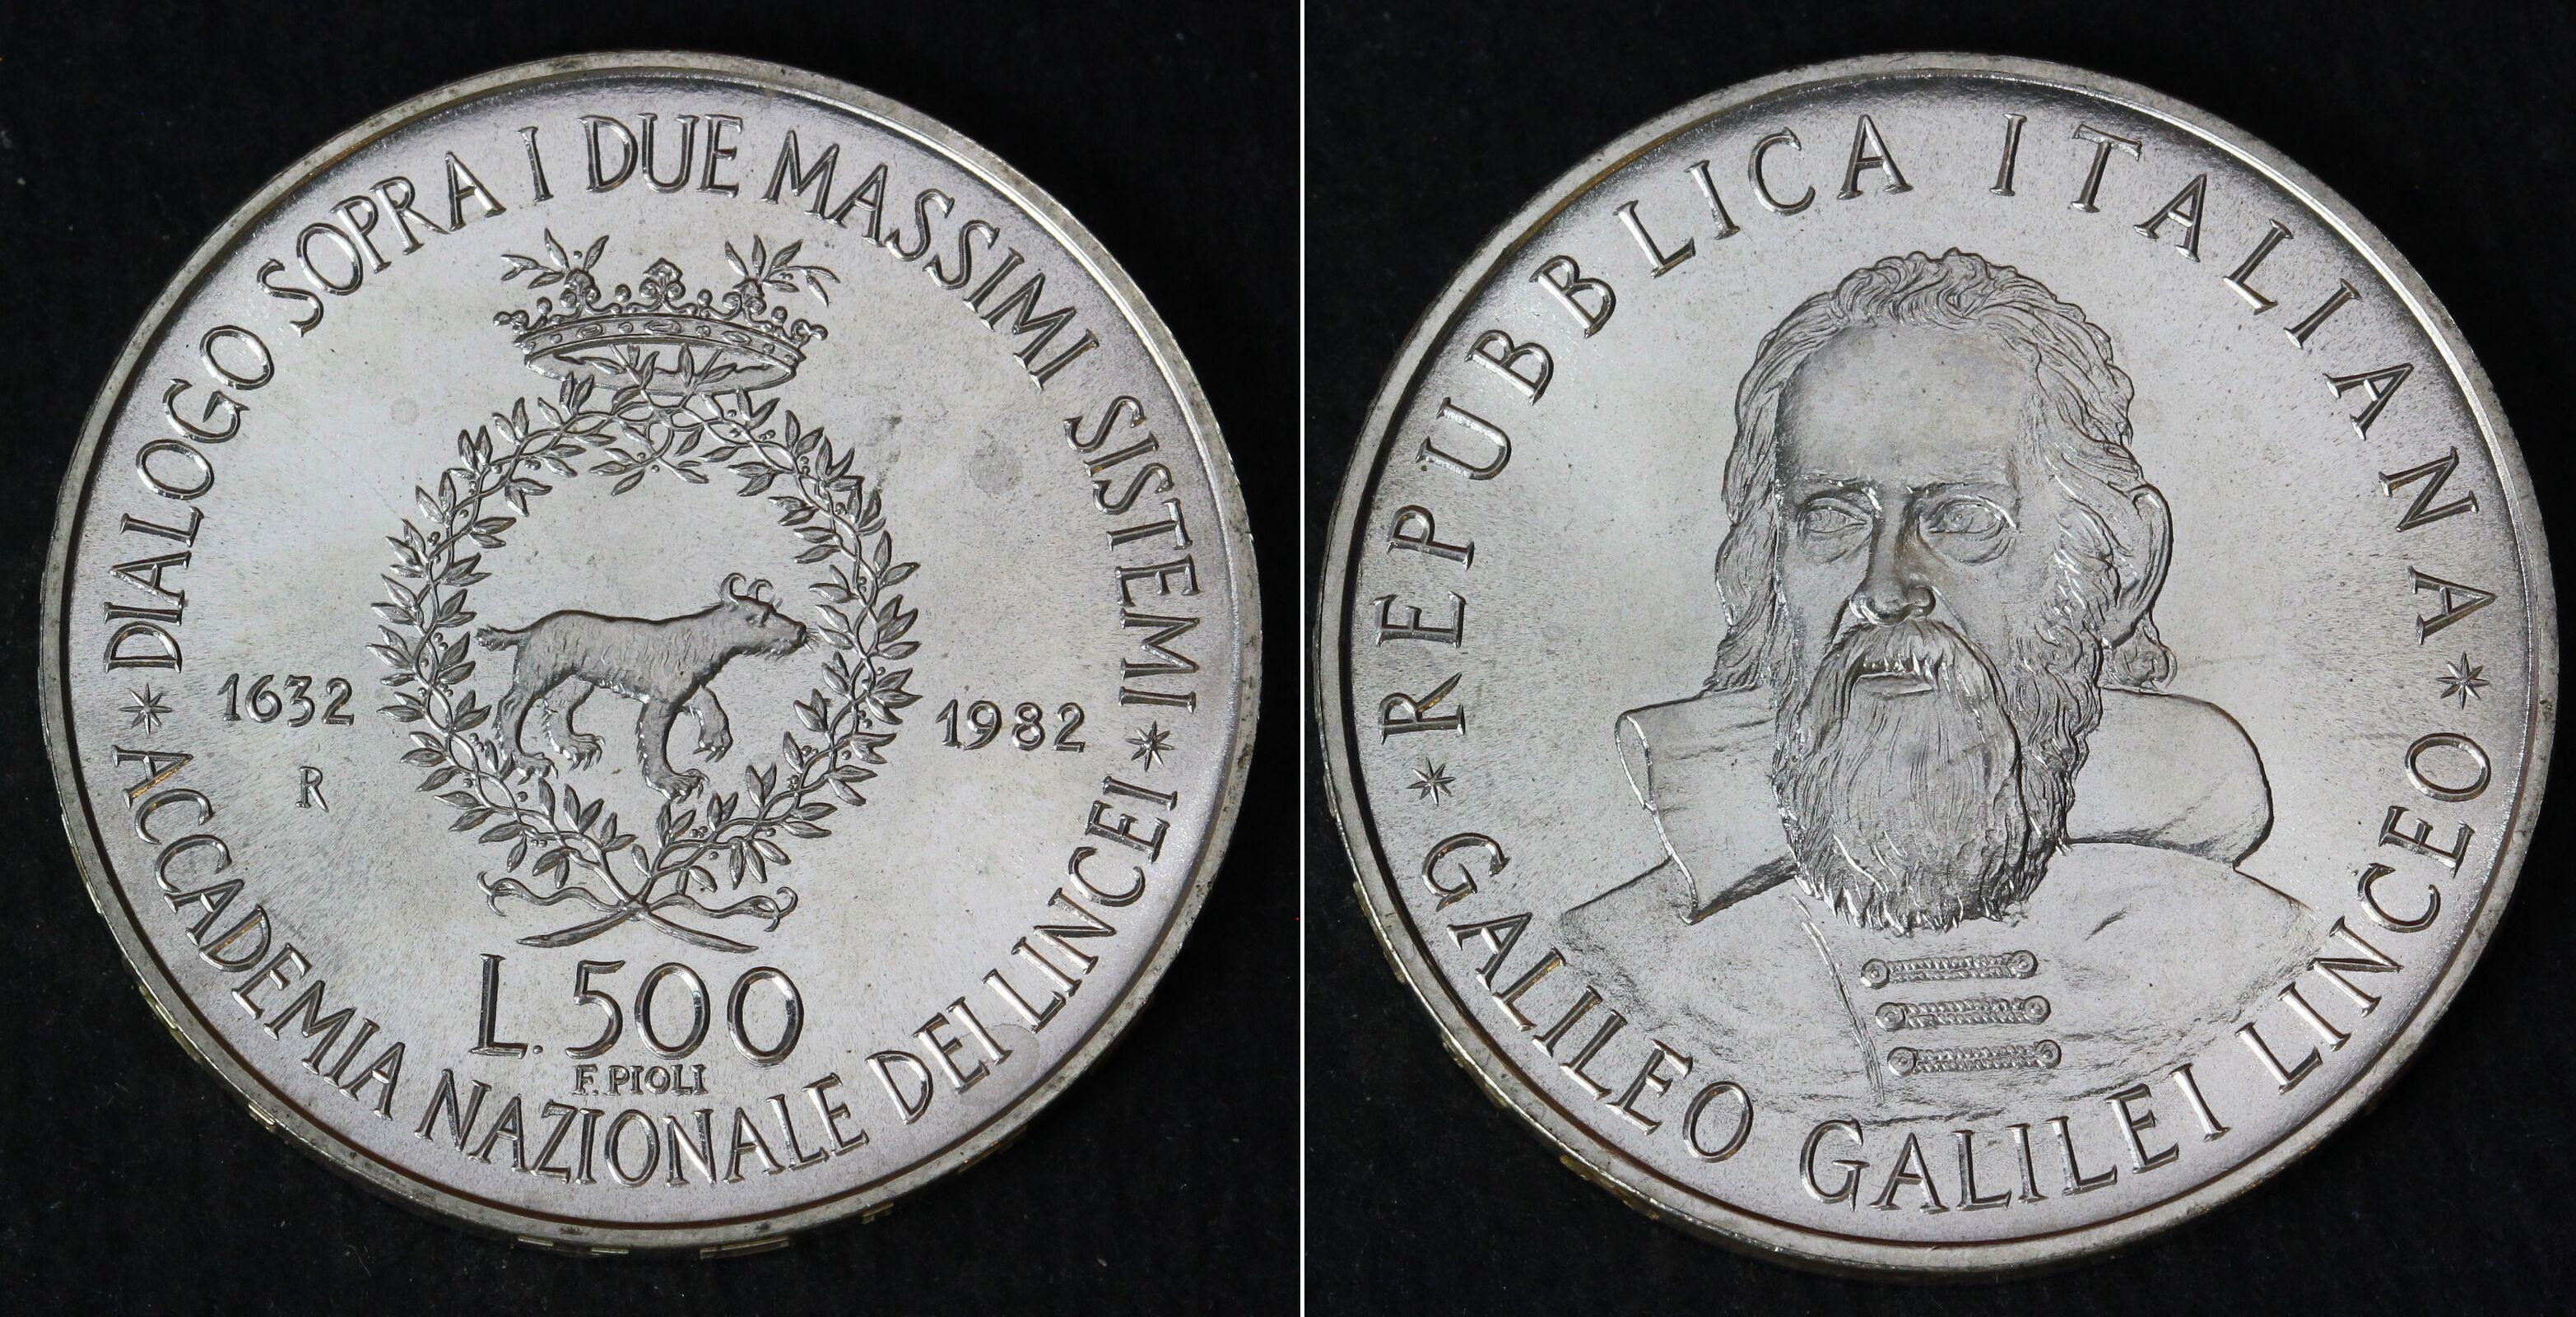 * DIALOGO SOPRA I DUE MASSIMI SISTEMI *
1632
1982
R
L.500
F. PIOLI
ACCADEMIA NAZIONALE DEI LINCEI
* REPUBBLICA ITALIANA *
GALILEO GALILEI LINCEO